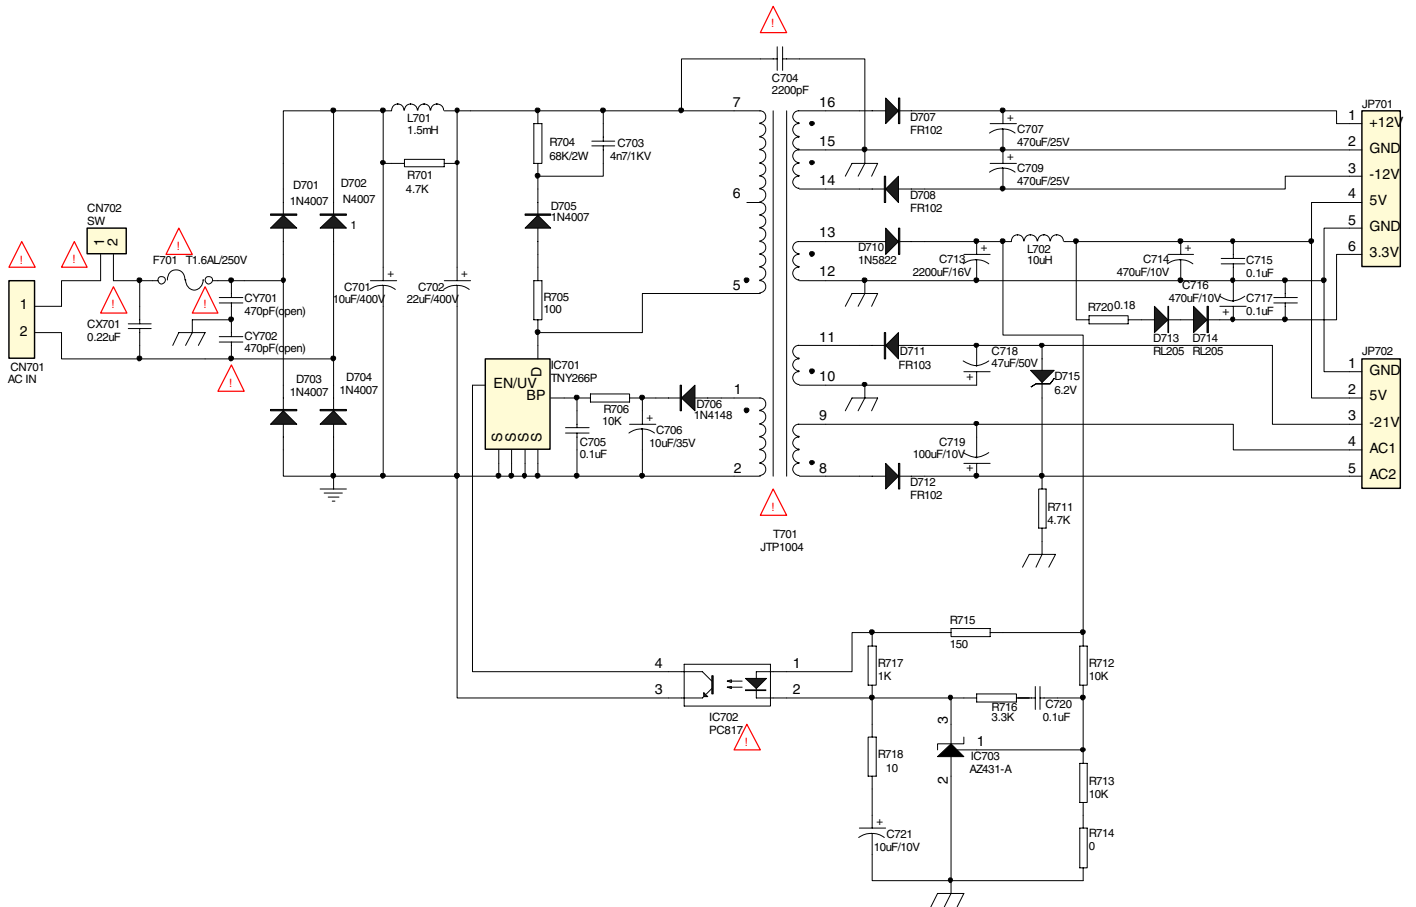 !
C704
2200pF
7
16
D707
FR102
C707
470uF/25V
+
15
C709
470uF/25V
+
14
D708
FR102
JP701
1
+12V
2
GND
3
-12V
4
5V
5
GND
6
3.3V
L701
1.5mH
R701
4.7K
R704
68K/2W
C703
4n7/1KV
D701
1N4007
D702
N4007
1
D705
1N4007
6
CN702
SW
1
2
!
!
!
F701
T1.6AL/250V
!
!
CN701
AC IN
1
2
CX701
0.22uF
CY701
470pF(open)
CY702
470pF(open)
!
C701
10uF/400V
+
C702
22uF/400V
+
R705
100
5
13
D710
1N5822
12
C713
2200uF/16V
+
L702
10uH
C714
470uF/10V
+
C715
0.1uF
C716
470uF/10V
+
C717
0.1uF
R720
0.18
D713
RL205
D714
RL205
D703
1N4007
D704
1N4007
IC701
TNY266P
D
EN/UV
BP
S
S
S
S
R706
10K
C705
0.1uF
C706
10uF/35V
+
D706
1N4148
1
2
11
D711
FR103
10
C718
47uF/50V
+
D715
6.2V
9
C719
100uF/10V
+
8
D712
FR102
R711
4.7K
JP702
1
GND
2
5V
3
-21V
4
AC1
5
AC2
!
T701
JTP1004
R715
150
4
3
1
2
IC702
PC817
!
R717
1K
R712
10K
R716
3.3K
C720
0.1uF
R718
10
3
1
2
IC703
AZ431-A
R713
10K
R714
0
C721
10uF/10V
+